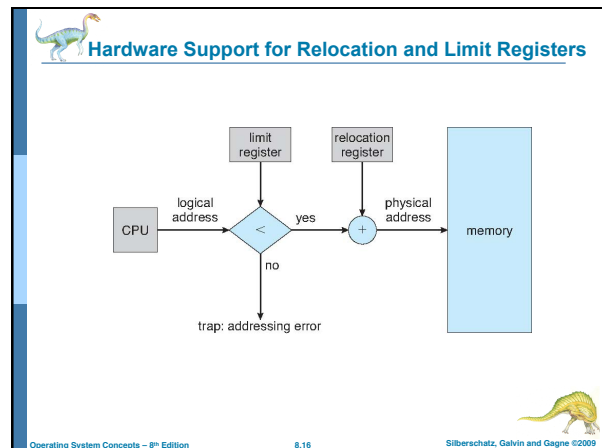 Hardware Support for Relocation and Limit Registers
limit
register
relocation
register
logical
address
physical
address
CPU
<
yes
+
memory
no
trap: addressing error
Operating System Concepts – 8th Edition
8.16
Silberschatz, Galvin and Gagne ©2009